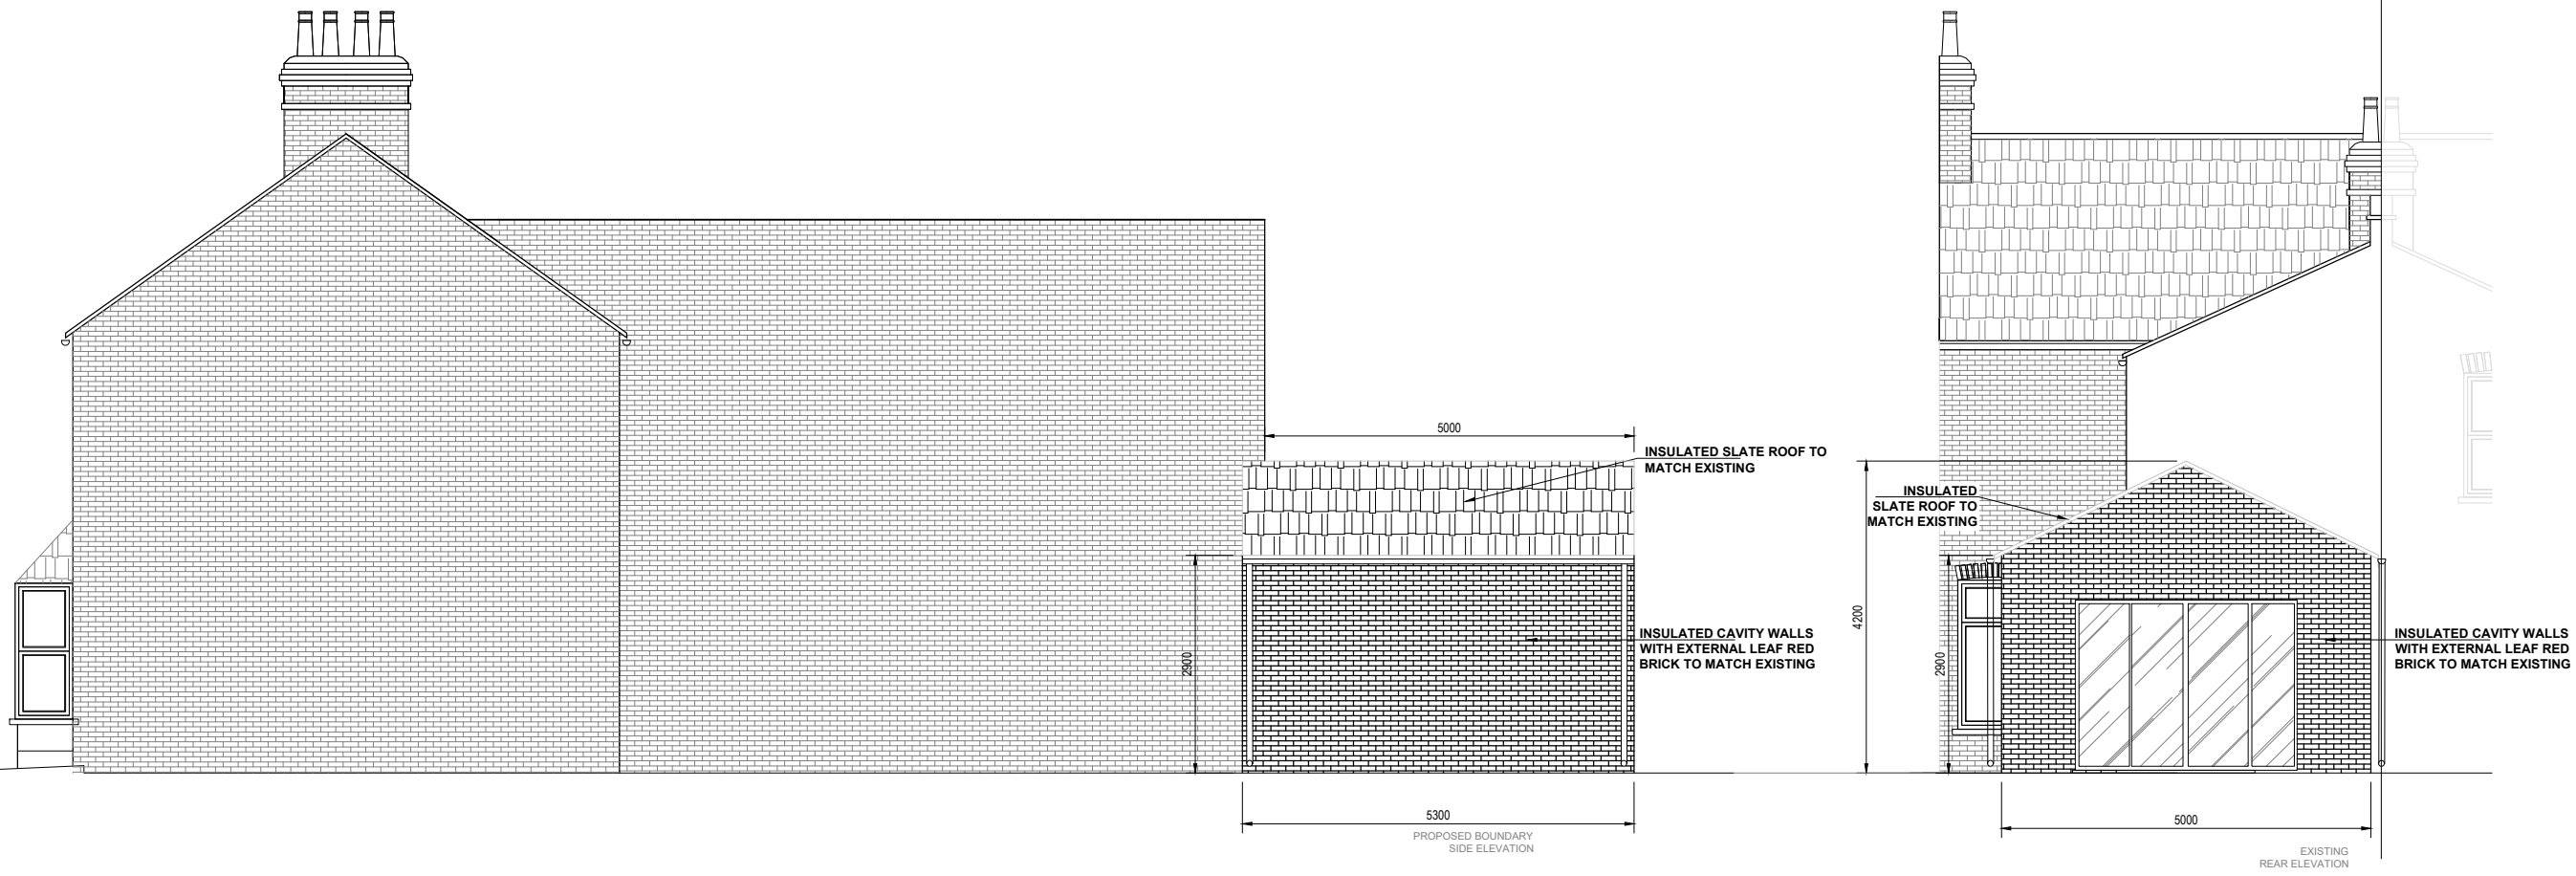 5000
INSULATED SLATE ROOF TO
MATCH EXISTING
2900
INSULATED CAVITY WALLS
WITH EXTERNAL LEAF RED
BRICK TO MATCH EXISTING
5300
PROPOSED BOUNDARY
SIDE ELEVATION
INSULATED
SLATE ROOF TO
MATCH EXISTING
4200
2900
INSULATED CAVITY WALLS
WITH EXTERNAL LEAF RED
BRICK TO MATCH EXISTING
5000
EXISTING
REAR ELEVATION